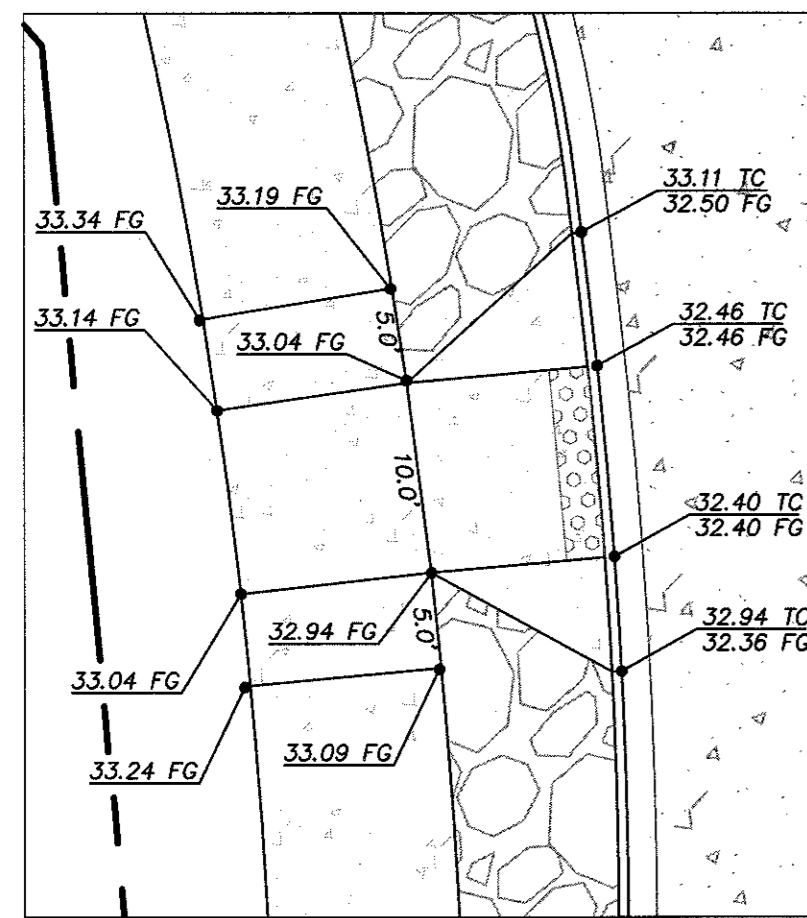 33.11 TC
32.50 FG
33.19 FG
33.34 FG
33.14 FG
5.0'
33.04 FG
32.46 TC
32.46 FG
10.0'
32.40 TC
32.40 FG
32.94 FG
5.0'
32.94 TC
32.36 FG
33.04 FG
33.09 FG
33.24 FG